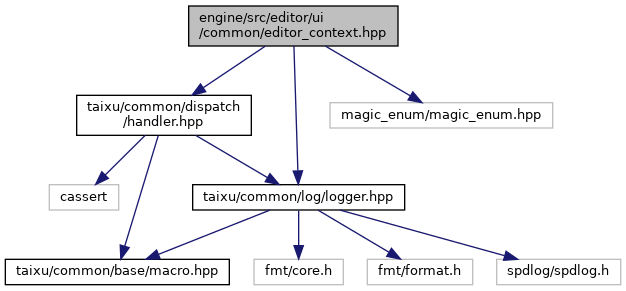 engine/src/editor/ui
/common/editor_context.hpp
taixu/common/dispatch
/handler.hpp
magic_enum/magic_enum.hpp
cassert
taixu/common/log/logger.hpp
taixu/common/base/macro.hpp
fmt/core.h
fmt/format.h
spdlog/spdlog.h